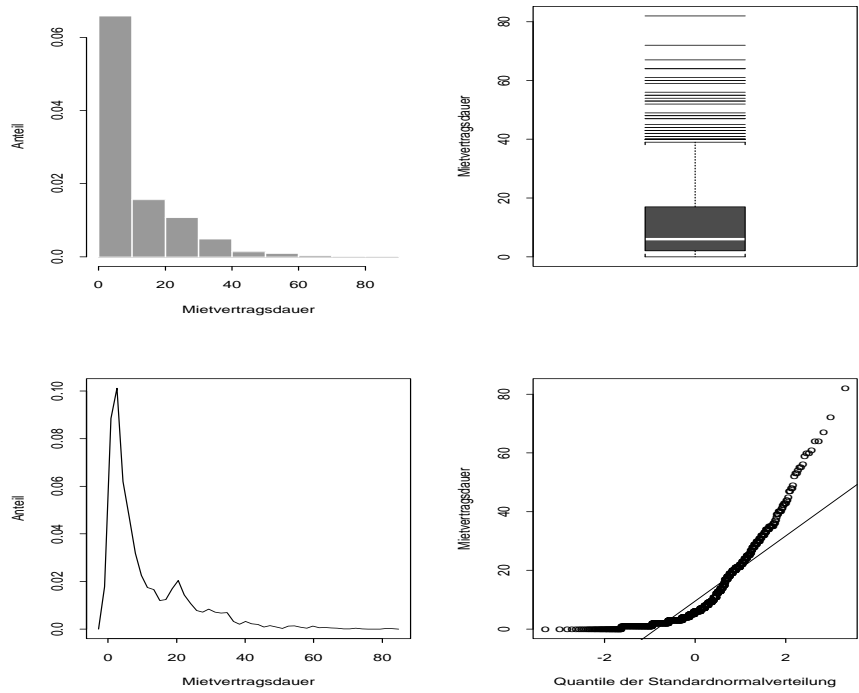 Anteil
0.0 0.02 0.04 0.06
0 20 40 60 80
Mietvertragsdauer
Mietvertragsdauer
0 20 40 60 80
Anteil
0.0 0.02 0.04 0.06 0.08 0.10
0 20 40 60 80
Mietvertragsdauer
Mietvertragsdauer
0 20 40 60 80
-2 0 2
Quantile der Standardnormalverteilung